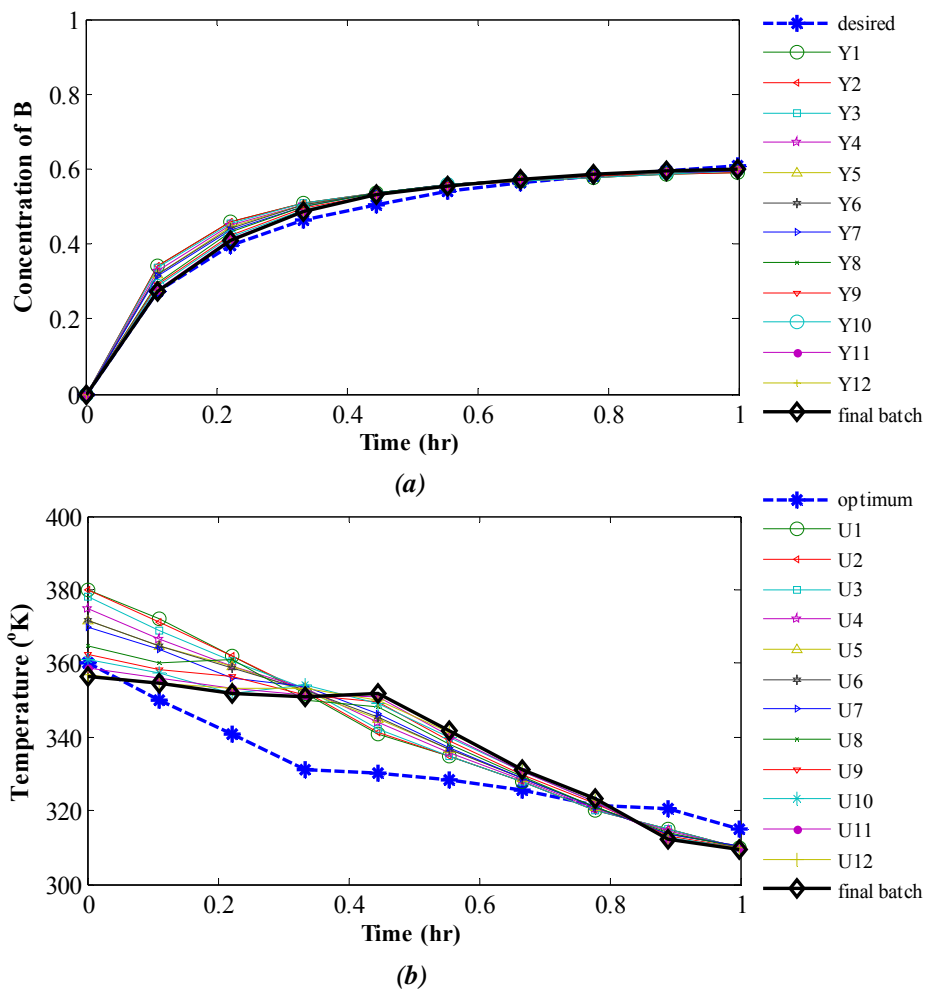 1
0.8
0.6
0.4
0.2
0
Concentration of B
0
0.2
0.4
0.6
0.8
1
Time (hr)
desired
Y1
Y2
Y3
Y4
Y5
Y6
Y7
Y8
Y9
Y10
Y11
Y12
final batch
(a)
400
380
360
340
320
300
Temperature (⁰K)
0
0.2
0.4
0.6
0.8
1
Time (hr)
optimum
U1
U2
U3
U4
U5
U6
U7
U8
U9
U10
U11
U12
final batch
(b)